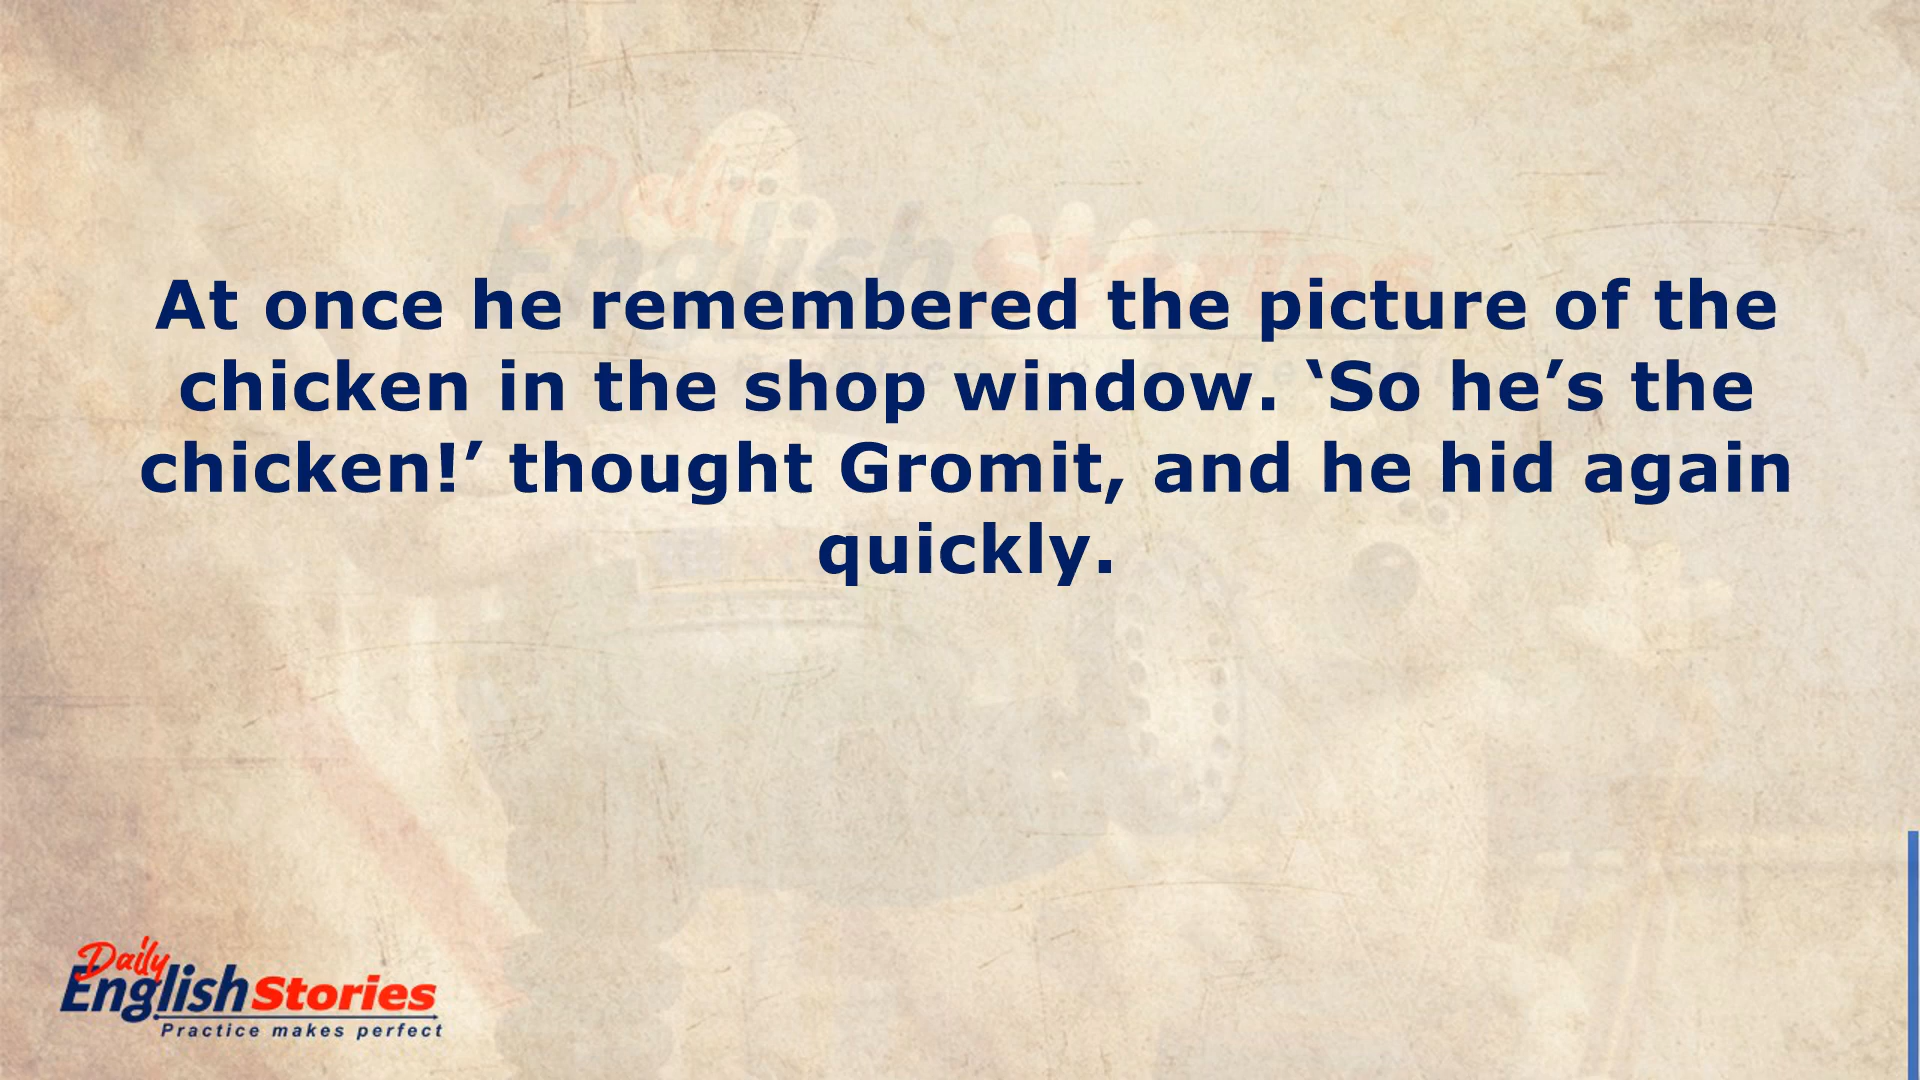 At once he remembered the picture of the
chicken in the shop window. ‘So he’s the
chicken!’ thought Gromit, and he hid again
quickly.
Daily
English Stories
Practice makes perfect